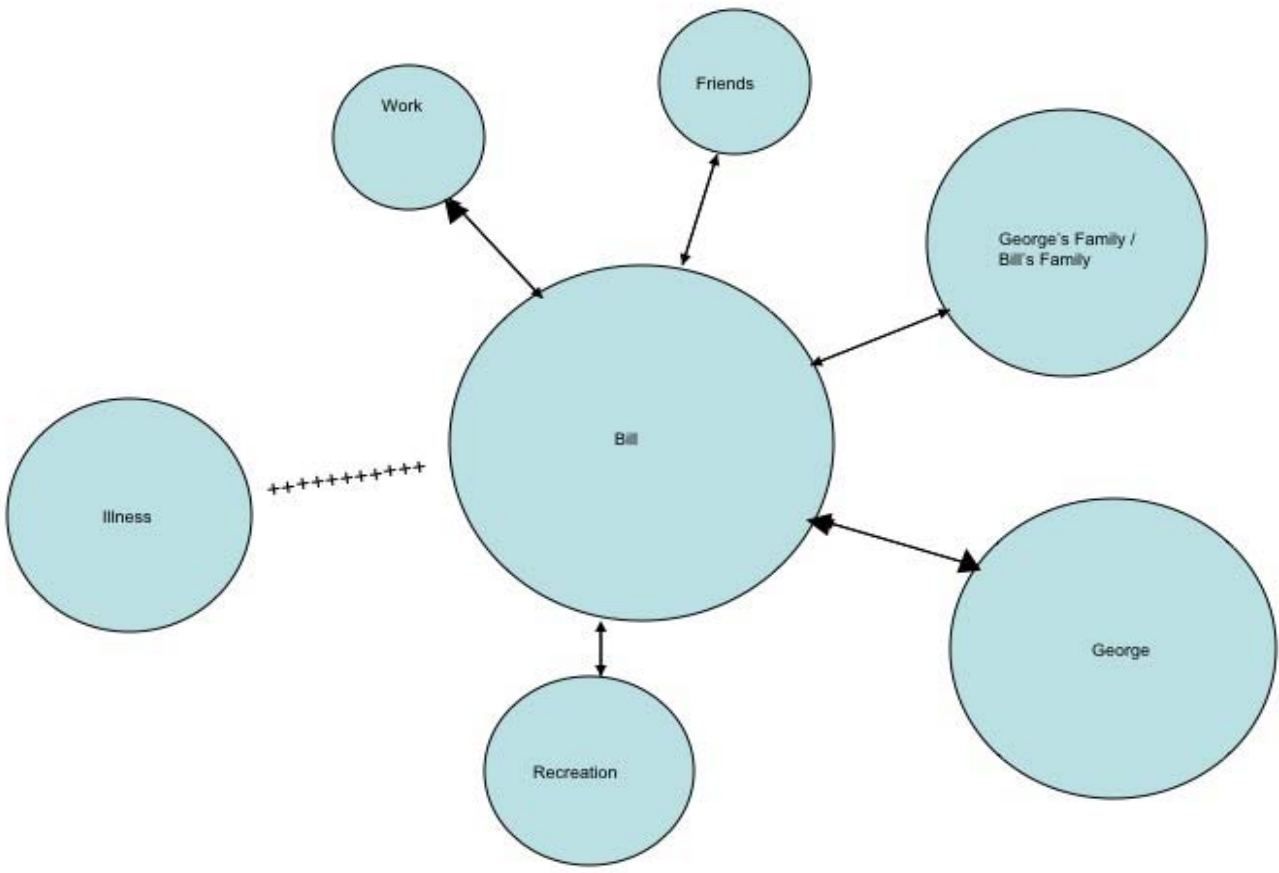 Friends
Work
George's Family /
Bill's Family
Bill
+++++++++++
Illness
George
Recreation